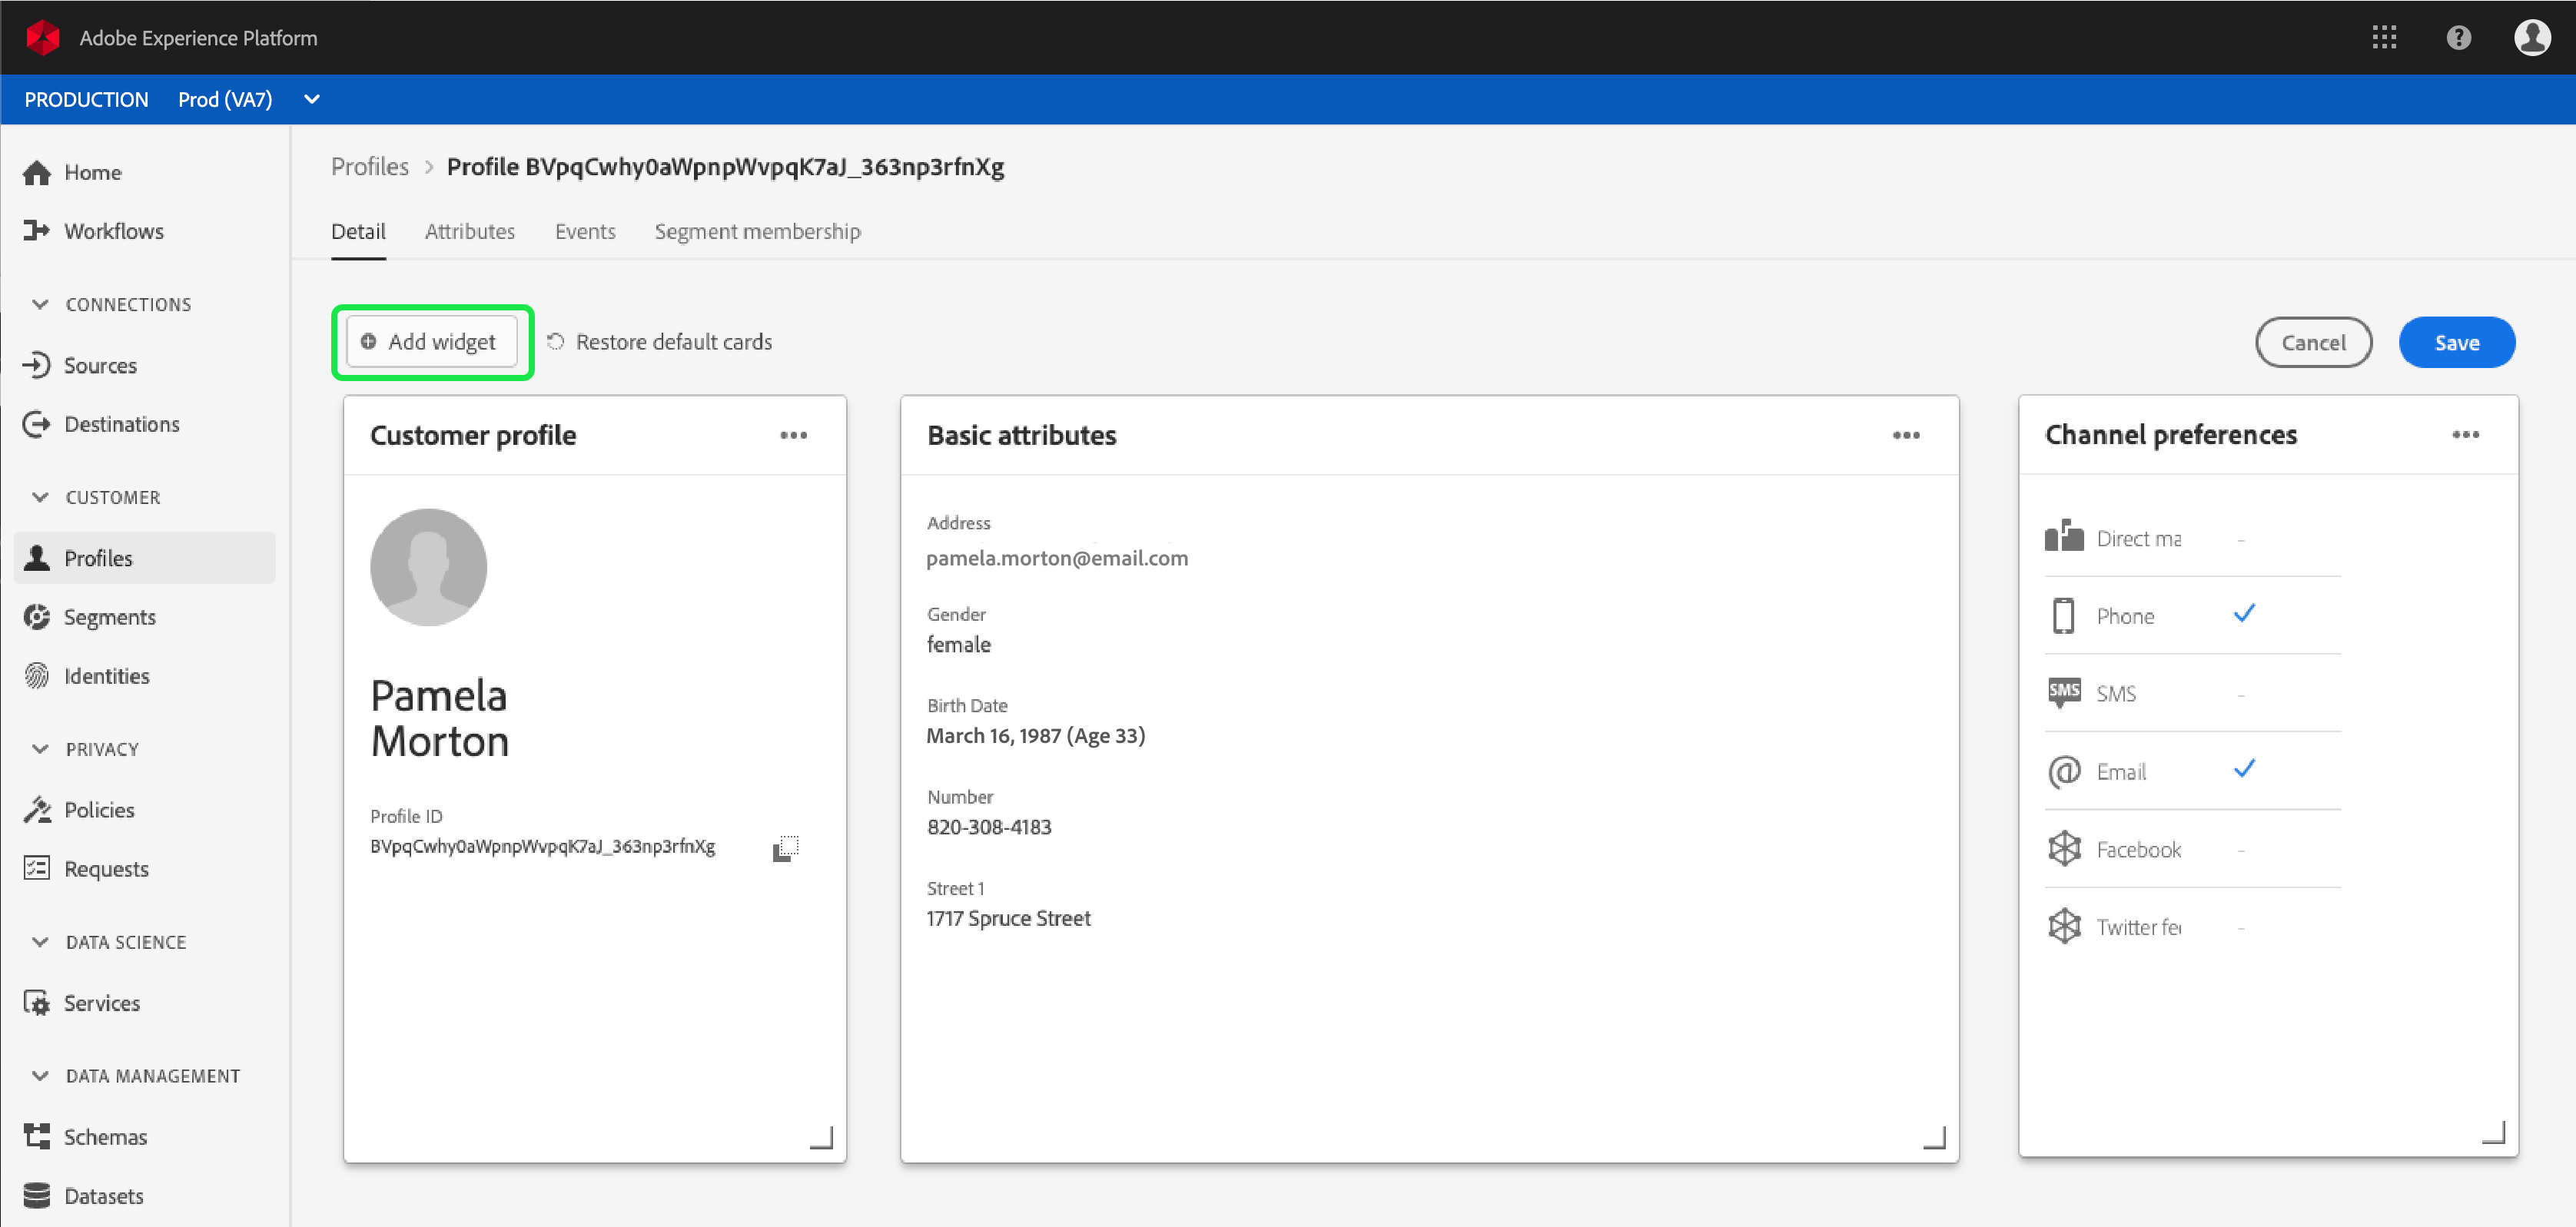 Adobe Experience Platform
PRODUCTION Prod (VA7)
Home
Workflows
CONNECTIONS
Sources
Destinations
CUSTOMER
Profiles
Segments
Identities
PRIVACY
Policies
Requests
DATA SCIENCE
Services
DATA MANAGEMENT
Schemas
Datasets
Profiles > Profile BVpqCwhy0aWpnpWvpqK7aJ_363np3rfnXg
Detail Attributes Events Segment membership
Add widget Restore default cards Cancel Save
Customer profile
Pamela
Morton
Profile ID
BVpqCwhy0aWpnpWvpqK7aJ_363np3rfnXg
Basic attributes
Address
pamela.morton@email.com
Gender
female
Birth Date
March 16, 1987 (Age 33)
Number
820-308-4183
Street 1
1717 Spruce Street
Channel preferences
Direct ma -
Phone
SMS SMS -
Email
Facebook -
Twitter fe -